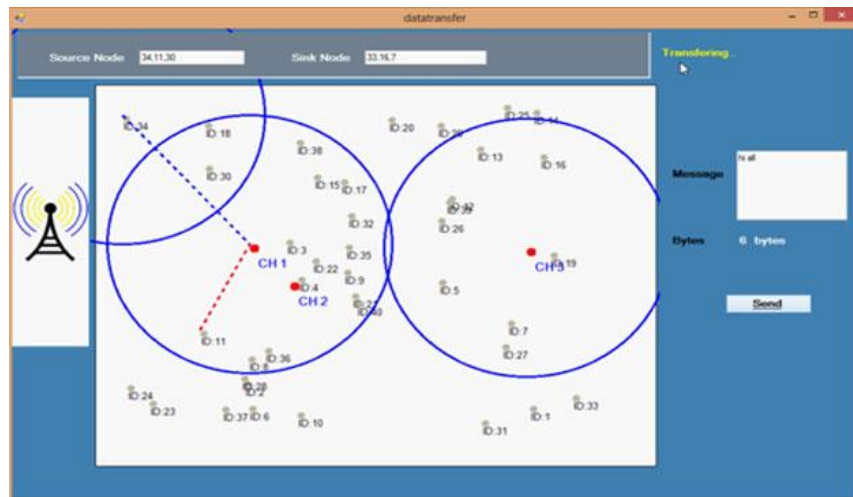 datatransfer
Source Node 34,11,30 Sink Node 33,16,7
Transfering..
ID:34
ID:18
ID:30
ID:38
ID:15
ID:17
ID:32
ID:3
ID:35
ID:22
ID:9
ID:4
CH 1
CH 2
ID:11
ID:36
ID:8
ID:28
ID:2
ID:24
ID:23
ID:37
ID:6
ID:10
ID:20
ID:25
ID:14
ID:13
ID:16
ID:26
ID:19
CH 3
ID:5
ID:7
ID:27
ID:33
ID:1
ID:31
Message
hi all
Bytes 6 bytes
Send